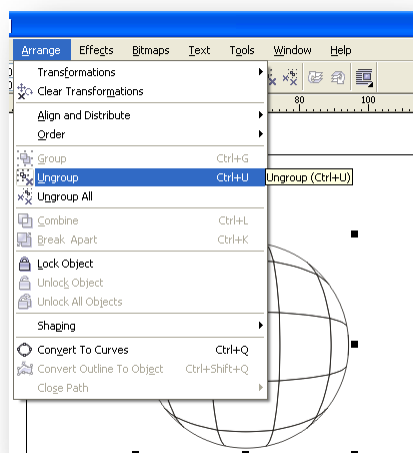 Arrange Effects Bitmaps Text Tools Window Help
Transformations
Clear Transformations
80 100
Align and Distribute
Order
Group Ctrl+G
Ungroup Ctrl+U Ungroup (Ctrl+U)
Ungroup All
Combine Ctrl+L
Break Apart Ctrl+K
Lock Object
Unlock Object
Unlock All Objects
Shaping
Convert To Curves Ctrl+Q
Convert Outline To Object Ctrl+Shift+Q
Close Path